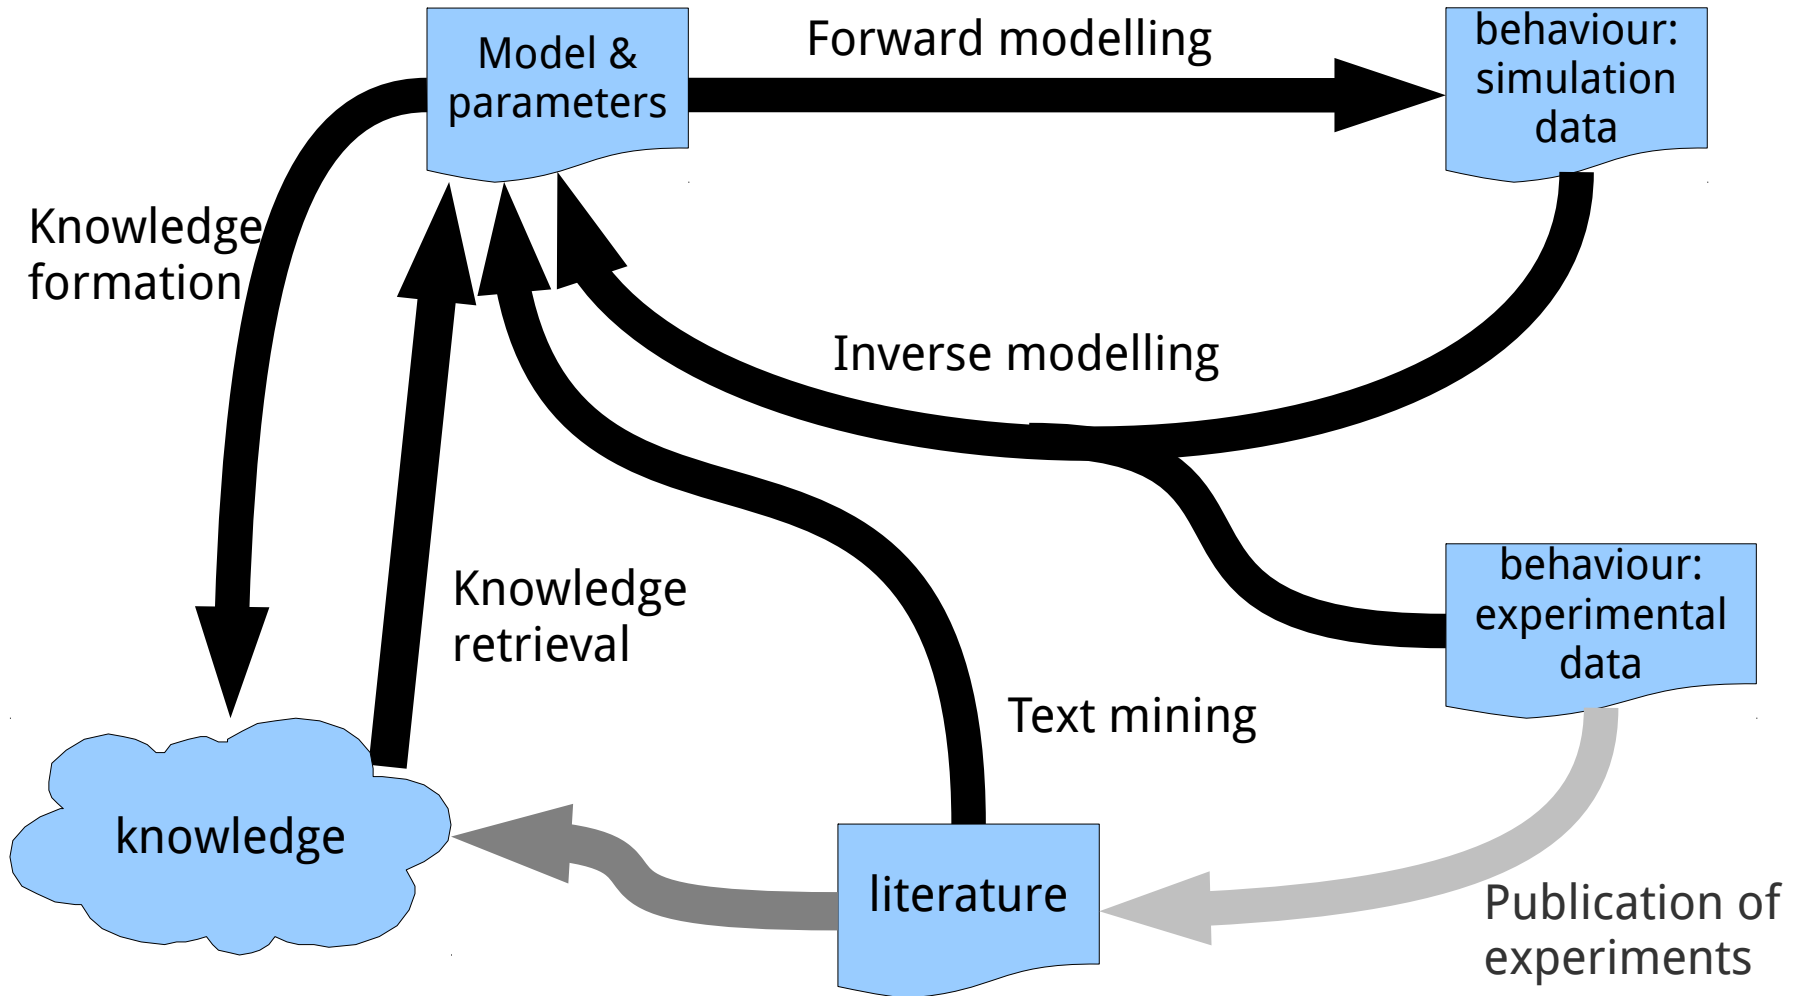 Model &
parameters
Forward modelling
behaviour:
simulation
data
Knowledge
formation
Inverse modelling
Knowledge
retrieval
behaviour:
experimental
data
Text mining
knowledge
literature
Publication of
experiments